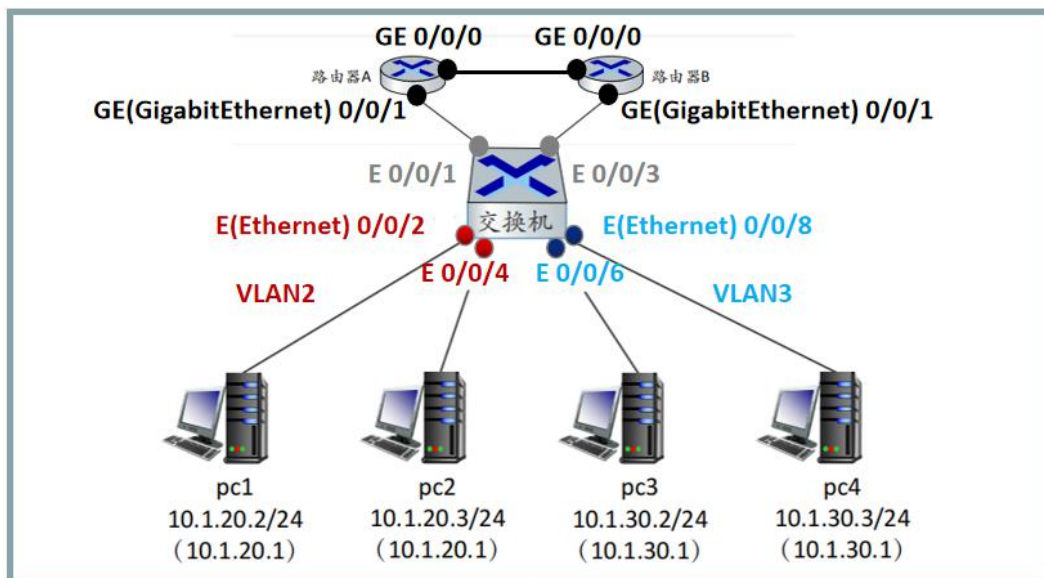 GE 0/0/0 GE 0/0/0
路由器A 路由器B
GE(GigabitEthernet) 0/0/1 GE(GigabitEthernet) 0/0/1
E 0/0/1 E 0/0/3
E(Ethernet) 0/0/2 交换机 E(Ethernet) 0/0/8
E 0/0/4 E 0/0/6
VLAN2 VLAN3
pc1 pc2 pc3 pc4
10.1.20.2/24 10.1.20.3/24 10.1.30.2/24 10.1.30.3/24
（10.1.20.1） （10.1.20.1） （10.1.30.1） （10.1.30.1）